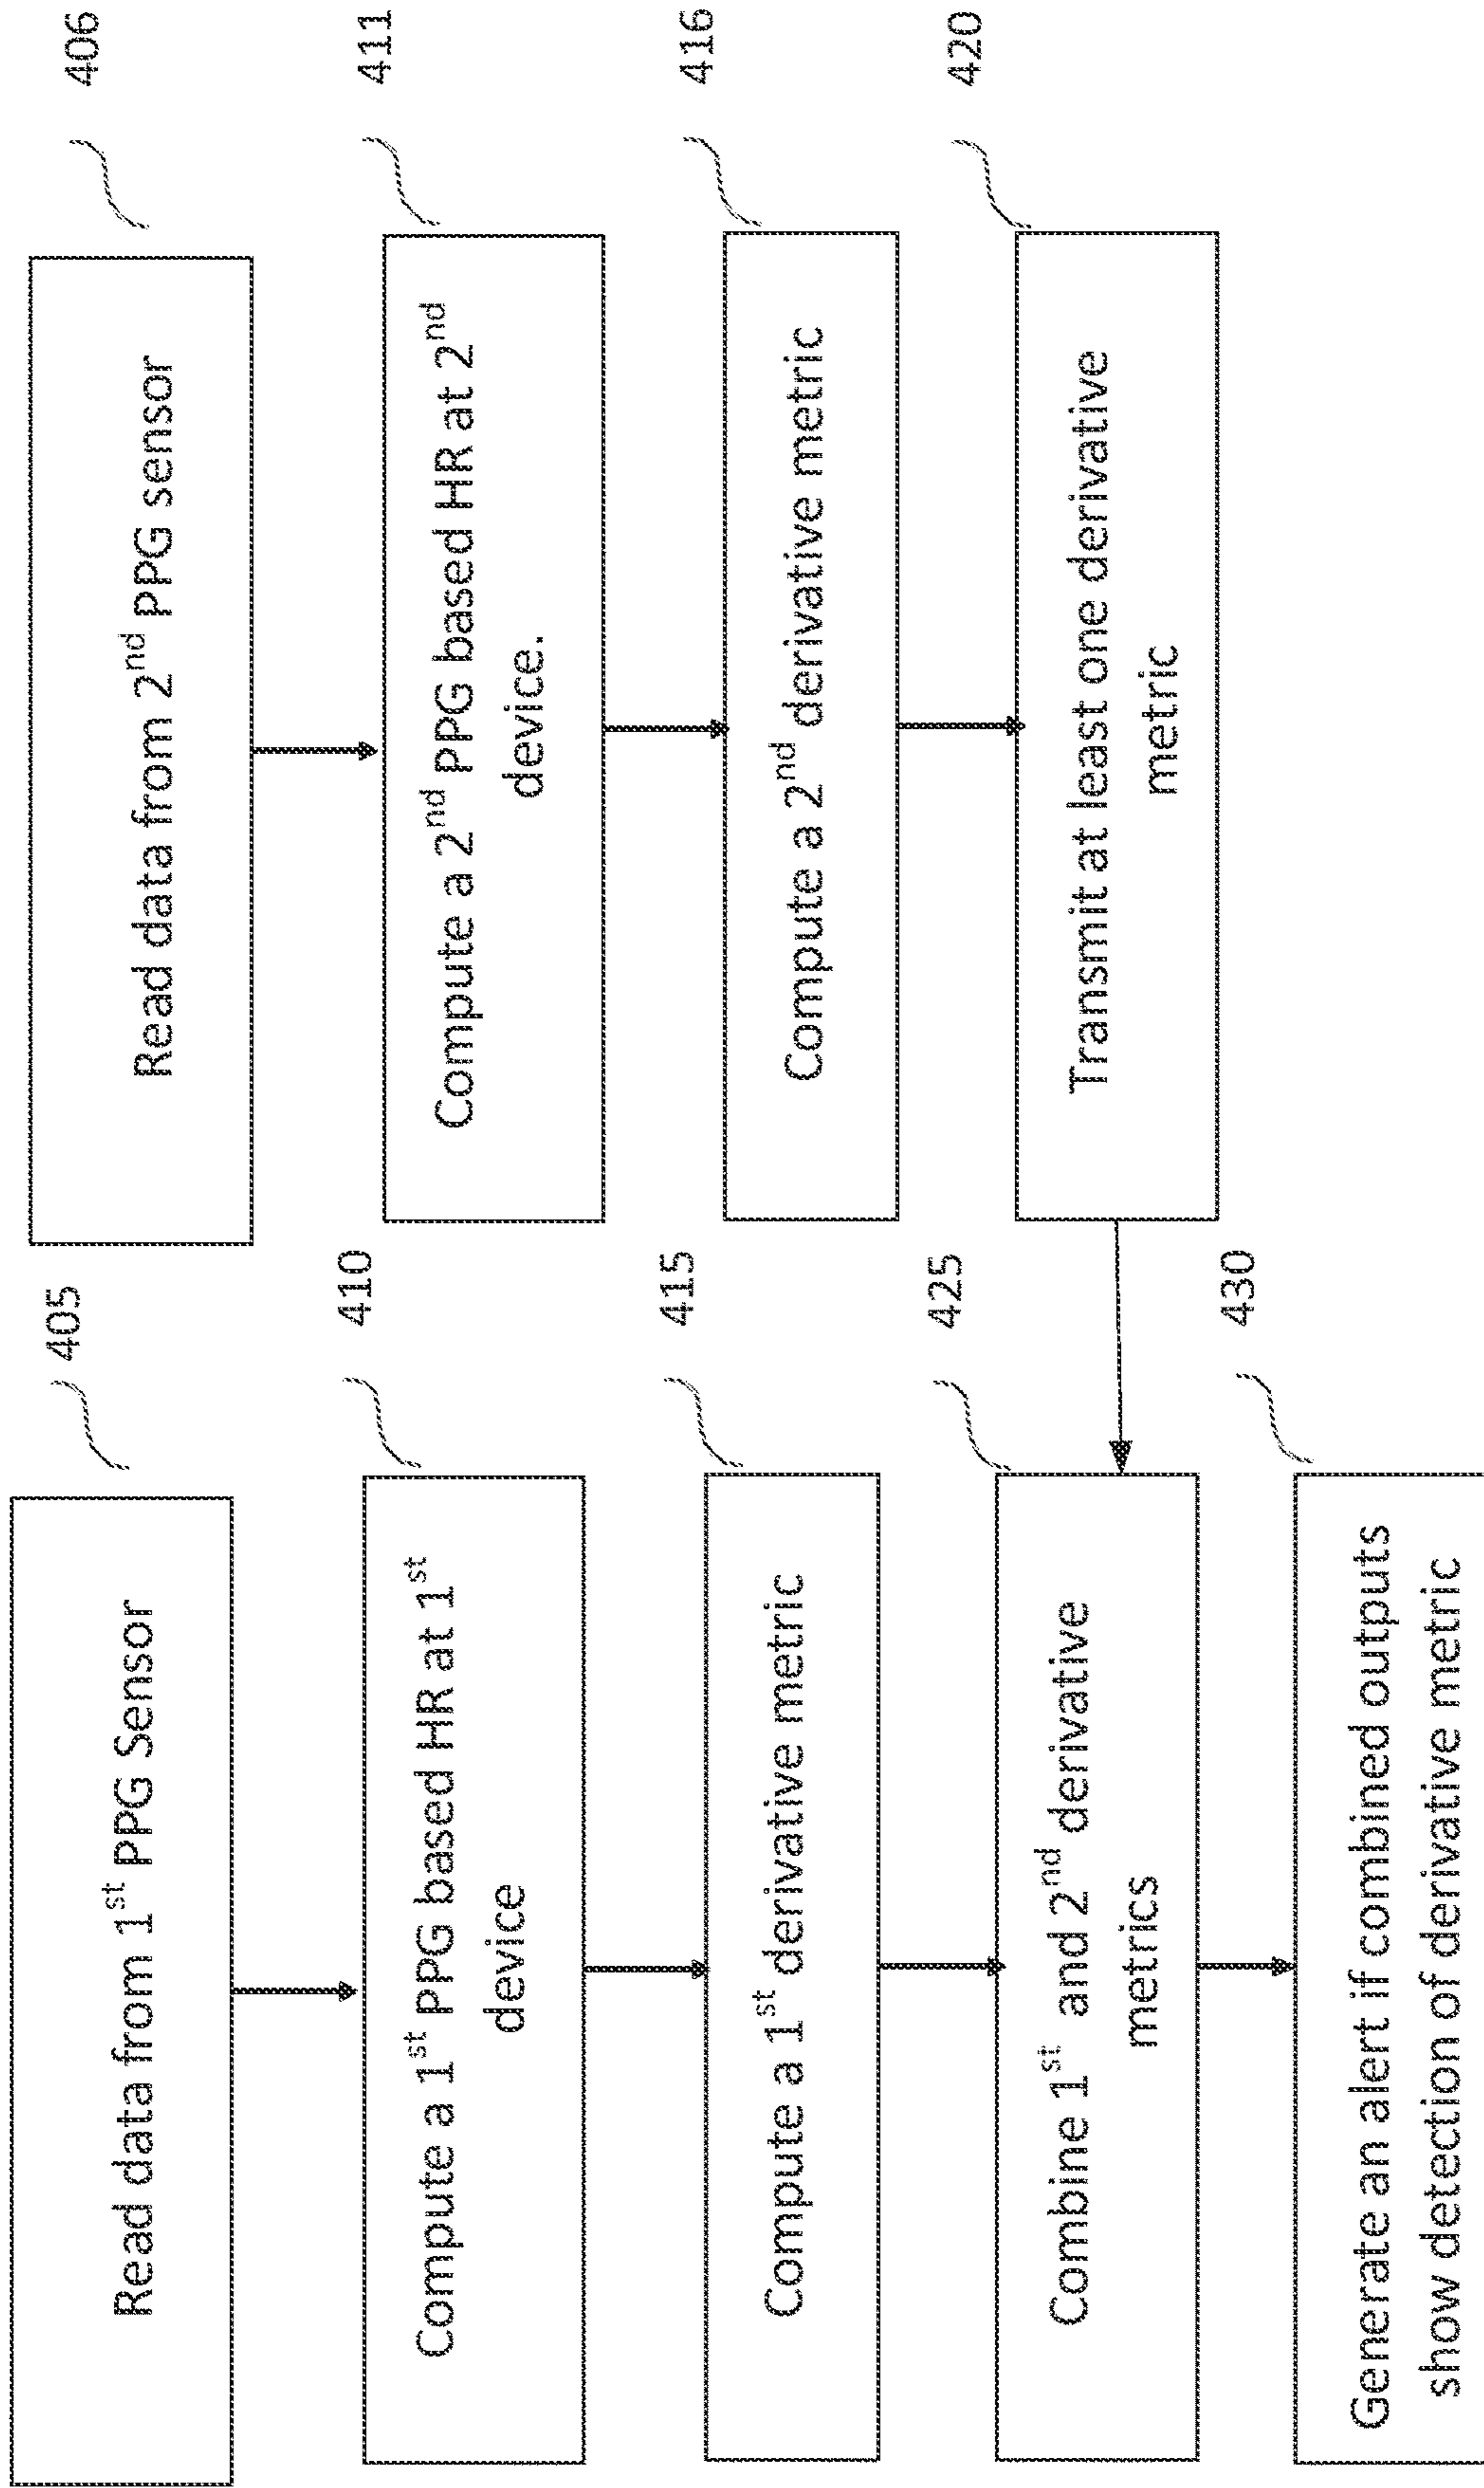 405
Read data from 1st PPG Sensor
410
Compute a 1st PPG based HR at 1st
device
415
Compute a 1st derivative metric
425
Combine 1st and 2nd derivative
metrics
430
Generate an alert if combined outputs
show detection of derivative metric
406
Read data from 2nd PPG sensor
411
Compute a 2nd PPG based HR at 2nd
device.
416
Compute a 2nd derivative metric
420
Transmit at least one derivative
metric